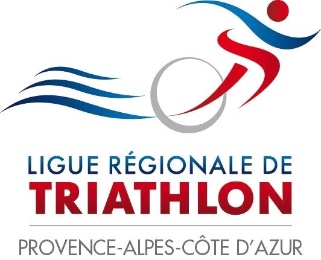 LIGUE RÉGIONALE DE
TRIATHLON
PROVENCE-ALPES-CÔTE D'AZUR